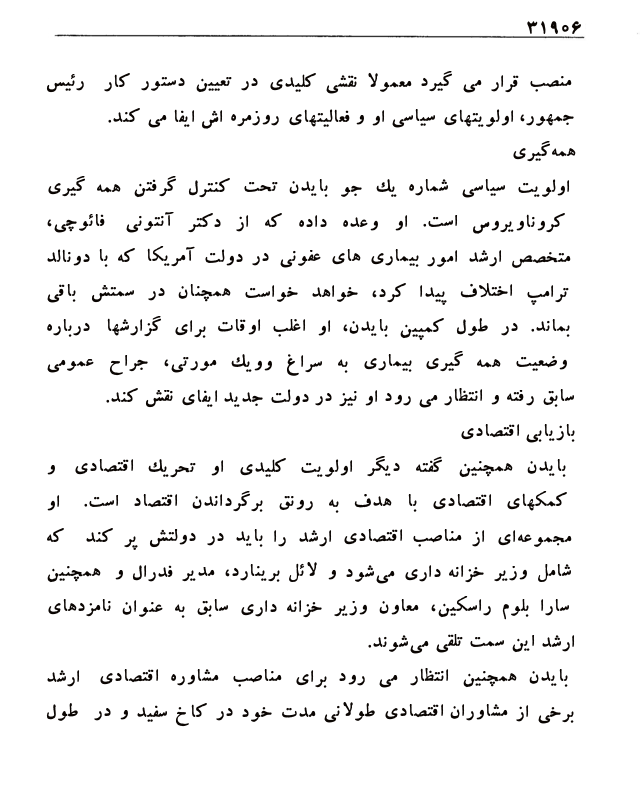 ۳۱۹۰۶
منصب قرار می گیرد معمولا نقشی کلیدی در تعیین دستور کار رئیس
جمهور، اولویتهای سیاسی او و فعالیتهای روزمره اش ایفا می کند.
همه‌گیری
اولویت سیاسی شماره یك جو بایدن تحت کنترل گرفتن همه گیری
کروناویروس است. او وعده داده که از دکتر آنتونی فائوچی،
متخصص ارشد امور بیماری های عفونی در دولت آمریکا که با دونالد
ترامپ اختلاف پیدا کرد، خواهد خواست همچنان در سمتش باقی
بماند. در طول کمپین بایدن، او اغلب اوقات برای گزارشها درباره
وضعیت همه گیری بیماری به سراغ وویك مورتی، جراح عمومی
سابق رفته و انتظار می رود او نیز در دولت جدید ایفای نقش کند.
بازیابی اقتصادی
بایدن همچنین گفته دیگر اولویت کلیدی او تحریك اقتصادی و
کمکهای اقتصادی با هدف به رونق برگرداندن اقتصاد است. او
مجموعه‌ای از مناصب اقتصادی ارشد را باید در دولتش پر کند که
شامل وزیر خزانه داری می‌شود و لائل برینارد، مدیر فدرال و همچنین
سارا بلوم راسکین، معاون وزیر خزانه داری سابق به عنوان نامزدهای
ارشد این سمت تلقی می‌شوند.
بایدن همچنین انتظار می رود برای مناصب مشاوره اقتصادی ارشد
برخی از مشاوران اقتصادی طولانی مدت خود در کاخ سفید و در طول